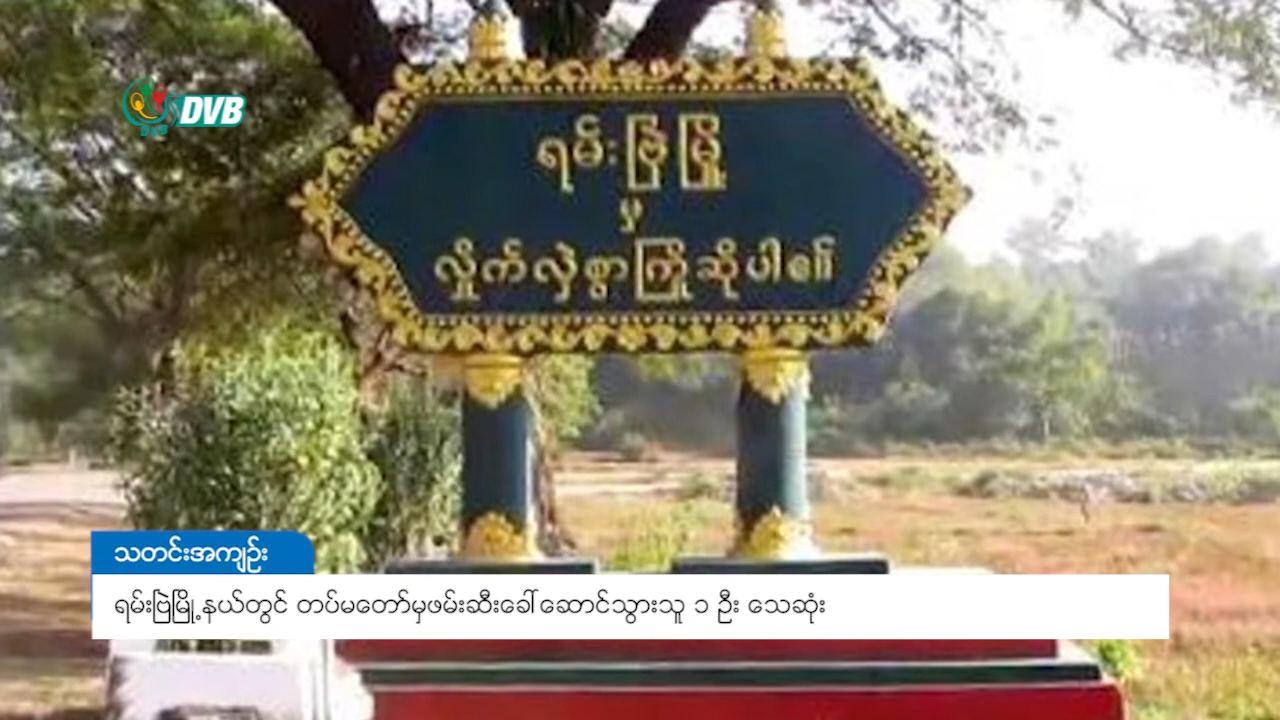 DVB
DVB
ရမ်းဗြဲမြို့
မှ
လှိုက်လှဲစွာကြိုဆိုပါ၏
သတင်းအကျဉ်း
ရမ်းဗြဲမြို့နယ်တွင် တပ်မတော်မှဖမ်းဆီးခေါ်ဆောင်သွားသူ ၁ ဦး သေဆုံး